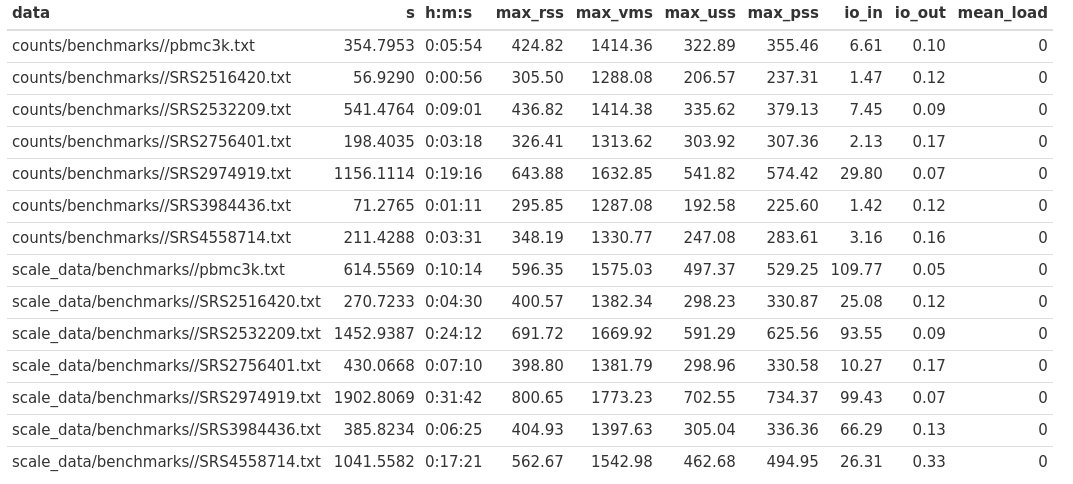 data s h:m:s max_rss max_vms max_uss max_pss io_in io_out mean_load
counts/benchmarks//pbmc3k.txt 354.7953 0:05:54 424.82 1414.36 322.89 355.46 6.61 0.10 0
counts/benchmarks//SRS2516420.txt 56.9290 0:00:56 305.50 1288.08 206.57 237.31 1.47 0.12 0
counts/benchmarks//SRS2532209.txt 541.4764 0:09:01 436.82 1414.38 335.62 379.13 7.45 0.09 0
counts/benchmarks//SRS2756401.txt 198.4035 0:03:18 326.41 1313.62 303.92 307.36 2.13 0.17 0
counts/benchmarks//SRS2974919.txt 1156.1114 0:19:16 643.88 1632.85 541.82 574.42 29.80 0.07 0
counts/benchmarks//SRS3984436.txt 71.2765 0:01:11 295.85 1287.08 192.58 225.60 1.42 0.12 0
counts/benchmarks//SRS4558714.txt 211.4288 0:03:31 348.19 1330.77 247.08 283.61 3.16 0.16 0
scale_data/benchmarks//pbmc3k.txt 614.5569 0:10:14 596.35 1575.03 497.37 529.25 109.77 0.05 0
scale_data/benchmarks//SRS2516420.txt 270.7233 0:04:30 400.57 1382.34 298.23 330.87 25.08 0.12 0
scale_data/benchmarks//SRS2532209.txt 1452.9387 0:24:12 691.72 1669.92 591.29 625.56 93.55 0.09 0
scale_data/benchmarks//SRS2756401.txt 430.0668 0:07:10 398.80 1381.79 298.96 330.58 10.27 0.17 0
scale_data/benchmarks//SRS2974919.txt 1902.8069 0:31:42 800.65 1773.23 702.55 734.37 99.43 0.07 0
scale_data/benchmarks//SRS3984436.txt 385.8234 0:06:25 404.93 1397.63 305.04 336.36 66.29 0.13 0
scale_data/benchmarks//SRS4558714.txt 1041.5582 0:17:21 562.67 1542.98 462.68 494.95 26.31 0.33 0